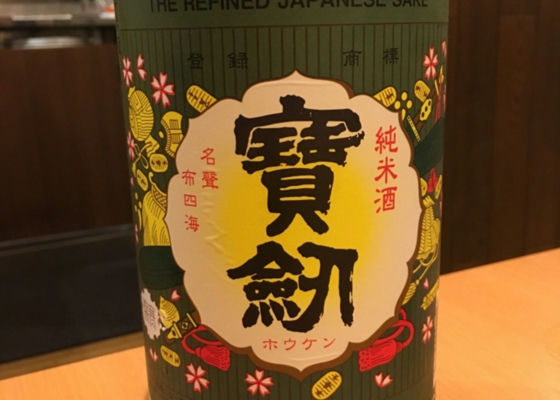 THE REFINED JAPANESE SAKE
登録 商標
純米酒
寶劒
名聲
布四海
ホウケン